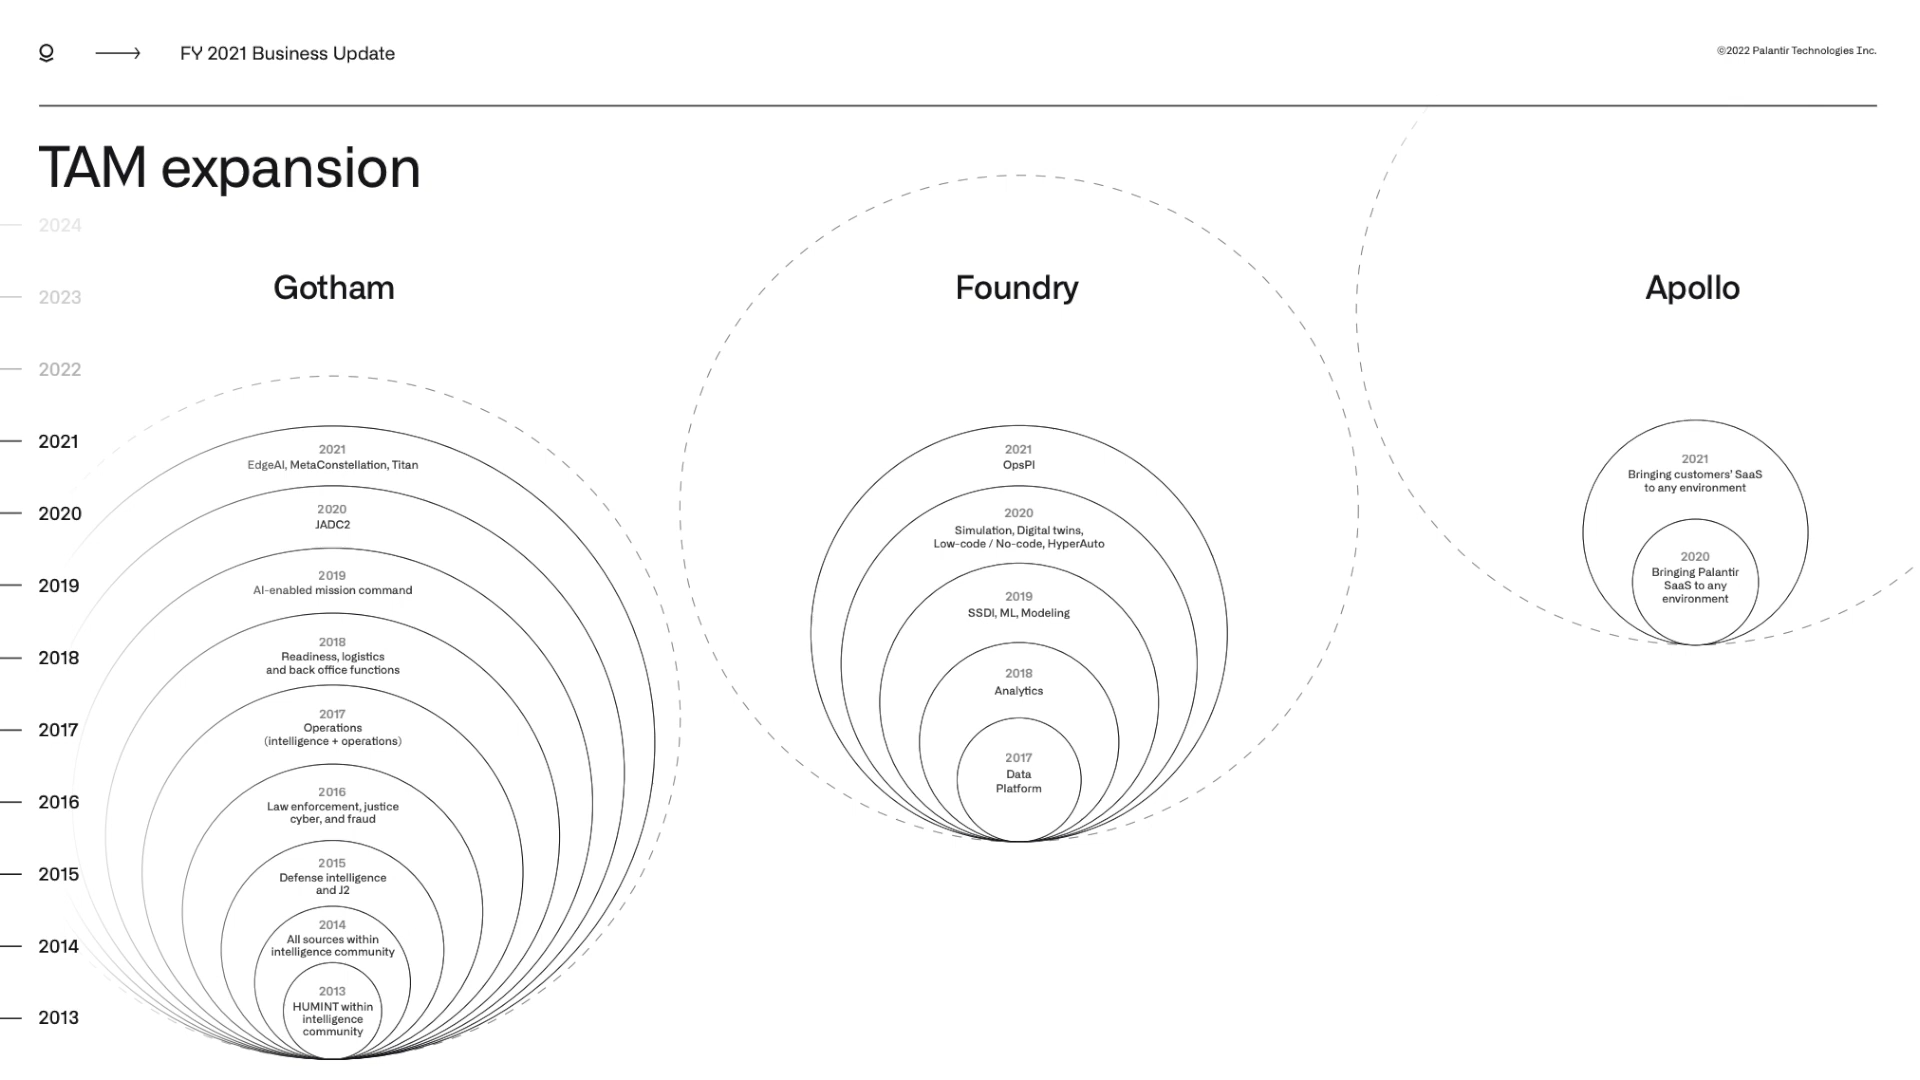 FY 2021 Business Update
©2022 Palantir Technologies Inc.
TAM expansion
2024
2023
2022
2021
2020
2019
2018
2017
2016
2015
2014
2013
Gotham
2021
EdgeAI, MetaConstellation, Titan
2020
JADC2
2019
AI-enabled mission command
2018
Readiness, logistics
and back office functions
2017
Operations
(intelligence + operations)
2016
Law enforcement, justice
cyber, and fraud
2015
Defense intelligence
and J2
2014
All sources within
intelligence community
2013
HUMINT within
intelligence
community
Foundry
2021
OpsPI
2020
Simulation, Digital twins,
Low-code / No-code, HyperAuto
2019
SSDI, ML, Modeling
2018
Analytics
2017
Data
Platform
Apollo
2021
Bringing customers' SaaS
to any environment
2020
Bringing Palantir
SaaS to any
environment